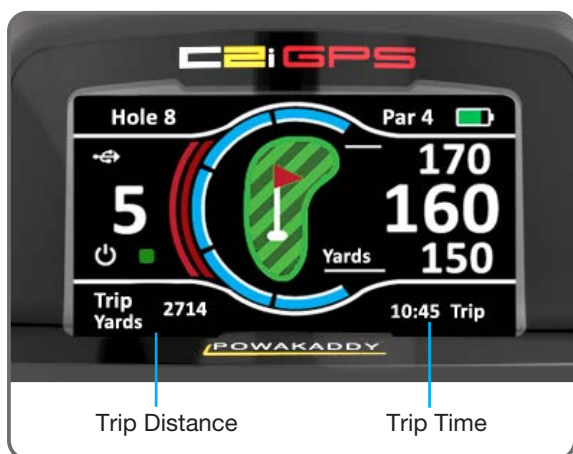 C2i GPS
Hole 8
Par 4
170
5
160
Yards
150
Trip
Yards
2714
10:45 Trip
POWAKADDY
Trip Distance
Trip Time